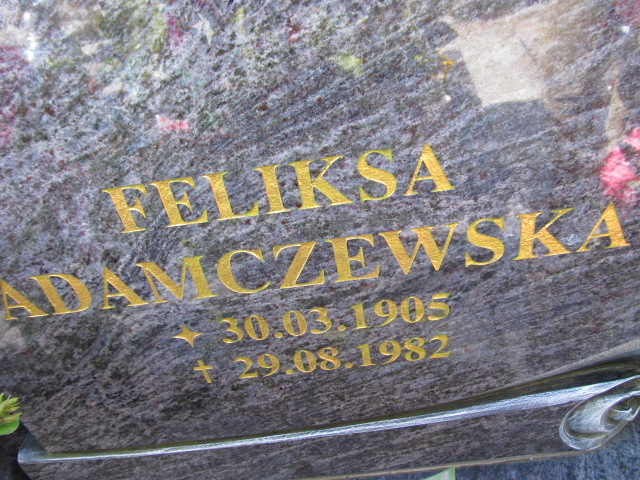 FELIKSA
ADAMCZEWSKA
✦ 30.03.1905
✝ 29.08.1982